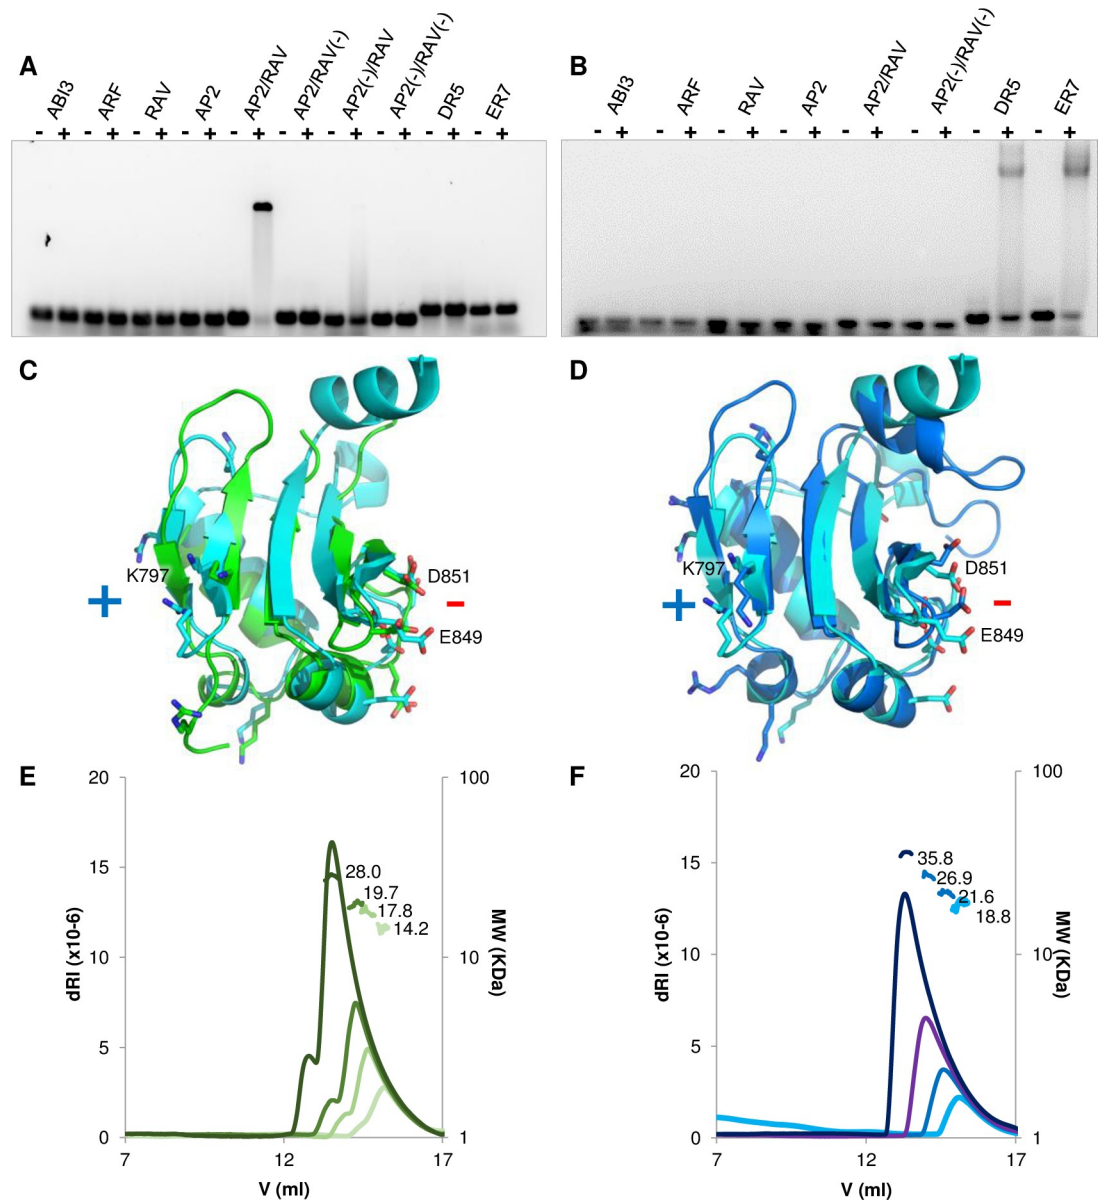 A
ABI3
ARF
RAV
AP2
AP2/RAV
AP2/RAV(-)
AP2(-)/RAV
AP2(-)/RAV(-)
DR5
ER7
- + - + - + - + - + - + - + - + - + - +
B
ABI3
ARF
RAV
AP2
AP2/RAV
AP2(-)/RAV(-)
DR5
ER7
- + - + - + - + - + - + - + - +
C
K797
D851
E849
+
-
D
K797
D851
E849
+
-
E
20
15
10
5
0
dRI (x10-6)
100
10
1
MW (KDa)
28.0
19.7
17.8
14.2
7
12
17
V (ml)
F
20
15
10
5
0
dRI (x10-6)
100
10
1
MW (KDa)
35.8
26.9
21.6
18.8
7
12
17
V (ml)